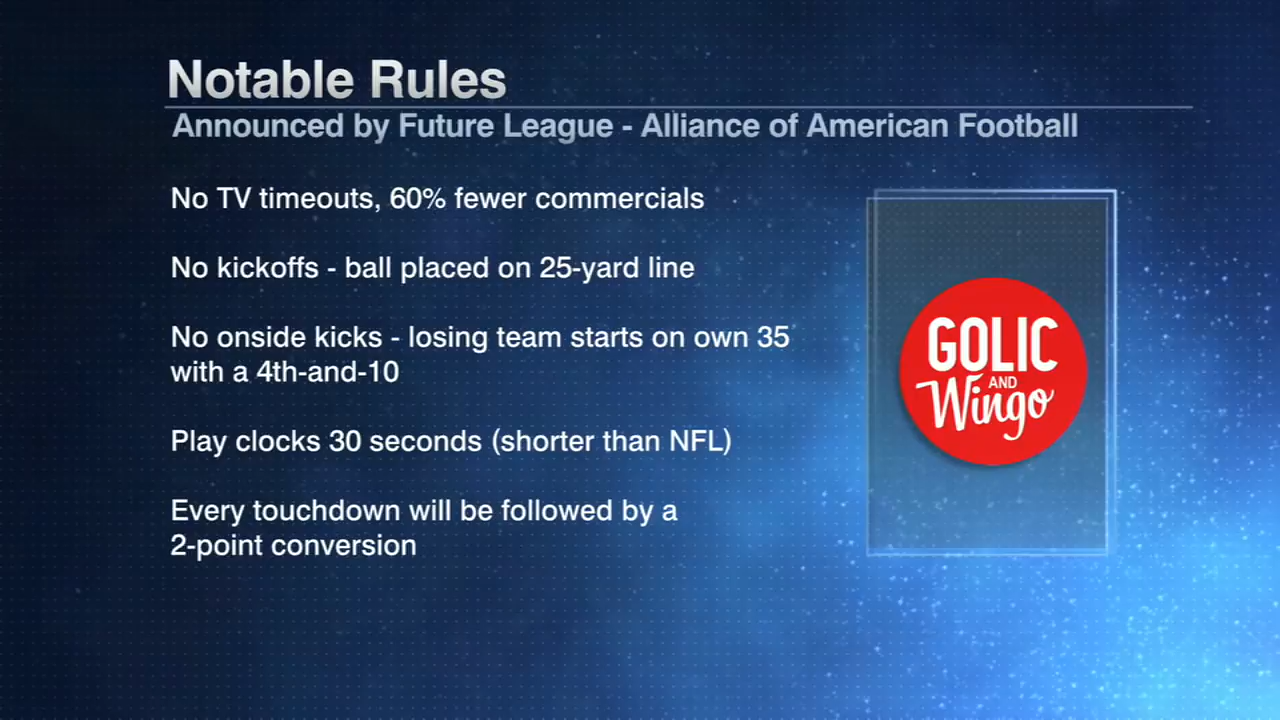 Notable Rules
Announced by Future League - Alliance of American Football
No TV timeouts, 60% fewer commercials
No kickoffs - ball placed on 25-yard line
No onside kicks - losing team starts on own 35
with a 4th-and-10
Play clocks 30 seconds (shorter than NFL)
Every touchdown will be followed by a
2-point conversion
GOLIC
AND
Wingo